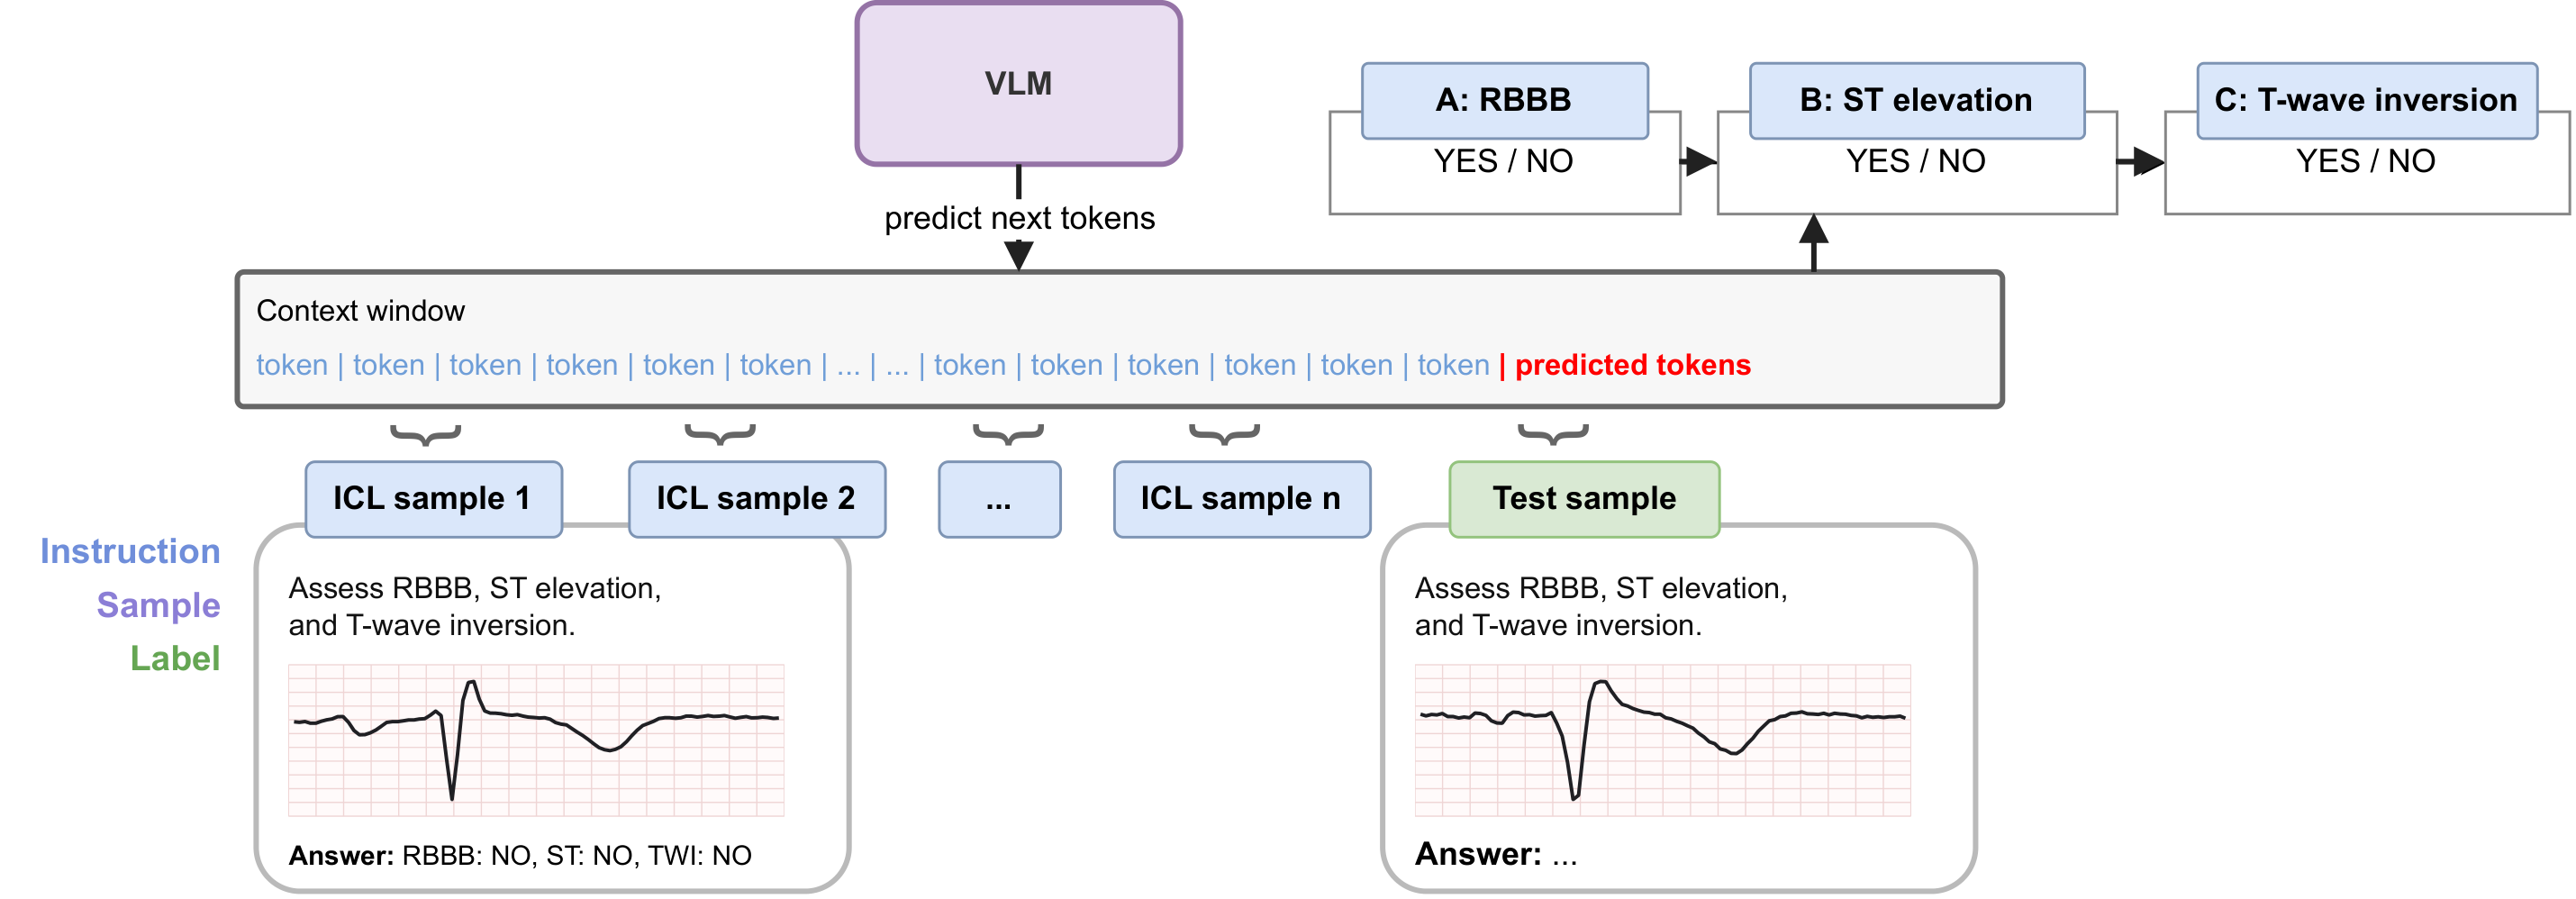 VLM
predict next tokens
A: RBBB
YES / NO
B: ST elevation
YES / NO
C: T-wave inversion
YES / NO
Context window
token | token | token | token | token | token | ... | ... | token | token | token | token | token | token | predicted tokens
ICL sample 1
ICL sample 2
...
ICL sample n
Test sample
Instruction
Sample
Label
Assess RBBB, ST elevation,
and T-wave inversion.
Answer: RBBB: NO, ST: NO, TWI: NO
Assess RBBB, ST elevation,
and T-wave inversion.
Answer: ...